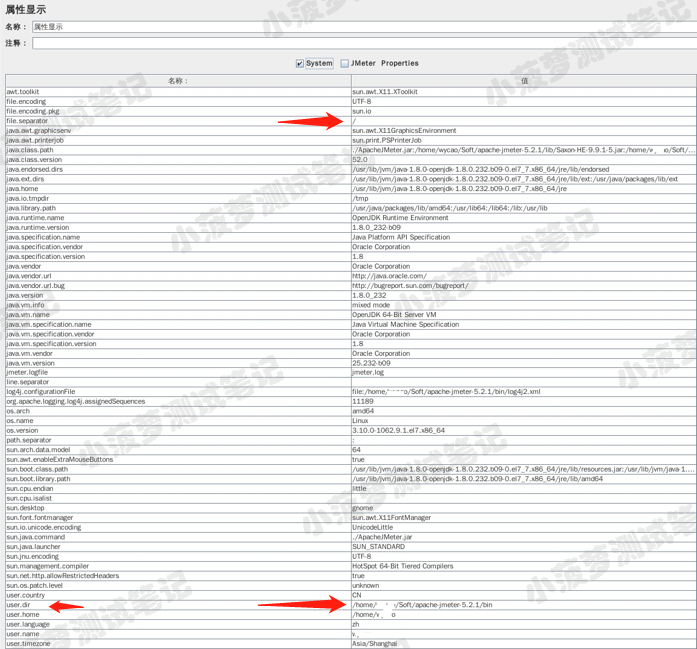 属性显示
名称： 属性显示
注释：
System JMeter Properties
名称： 值
awt.toolkit sun.awt.X11.XToolkit
file.encoding UTF-8
file.encoding.pkg sun.io
file.separator /
java.awt.graphicsenv sun.awt.X11GraphicsEnvironment
java.awt.printerjob sun.print.PSPrinterJob
java.class.path ./ApacheJMeter.jar:/home/wycao/Soft/apache-jmeter-5.2.1/lib/Saxon-HE-9.9.1-5.jar:/home/ /Soft/...
java.class.version 52.0
java.endorsed.dirs /usr/lib/jvm/java-1.8.0-openjdk-1.8.0.232.b09-0.el7_7.x86_64/jre/lib/endorsed
java.ext.dirs /usr/lib/jvm/java-1.8.0-openjdk-1.8.0.232.b09-0.el7_7.x86_64/jre/lib/ext:/usr/java/packages/lib/ext
java.home /usr/lib/jvm/java-1.8.0-openjdk-1.8.0.232.b09-0.el7_7.x86_64/jre
java.io.tmpdir /tmp
java.library.path /usr/java/packages/lib/amd64:/usr/lib64:/lib64:/lib:/usr/lib
java.runtime.name OpenJDK Runtime Environment
java.runtime.version 1.8.0_232-b09
java.specification.name Java Platform API Specification
java.specification.vendor Oracle Corporation
java.specification.version 1.8
java.vendor Oracle Corporation
java.vendor.url http://java.oracle.com/
java.vendor.url.bug http://bugreport.sun.com/bugreport/
java.version 1.8.0_232
java.vm.info mixed mode
java.vm.name OpenJDK 64-Bit Server VM
java.vm.specification.name Java Virtual Machine Specification
java.vm.specification.vendor Oracle Corporation
java.vm.specification.version 1.8
java.vm.vendor Oracle Corporation
java.vm.version 25.232-b09
jmeter.logfile jmeter.log
line.separator
log4j.configurationFile file:/home/ /Soft/apache-jmeter-5.2.1/bin/log4j2.xml
org.apache.logging.log4j.assignedSequences 11189
os.arch amd64
os.name Linux
os.version 3.10.0-1062.9.1.el7.x86_64
path.separator :
sun.arch.data.model 64
sun.awt.enableExtraMouseButtons true
sun.boot.class.path /usr/lib/jvm/java-1.8.0-openjdk-1.8.0.232.b09-0.el7_7.x86_64/jre/lib/resources.jar:/usr/lib/jvm/java-1....
sun.boot.library.path /usr/lib/jvm/java-1.8.0-openjdk-1.8.0.232.b09-0.el7_7.x86_64/jre/lib/amd64
sun.cpu.endian little
sun.cpu.isalist
sun.desktop gnome
sun.font.fontmanager sun.awt.X11FontManager
sun.io.unicode.encoding UnicodeLittle
sun.java.command ./ApacheJMeter.jar
sun.java.launcher SUN_STANDARD
sun.jnu.encoding UTF-8
sun.management.compiler HotSpot 64-Bit Tiered Compilers
sun.net.http.allowRestrictedHeaders true
sun.os.patch.level unknown
user.country CN
user.dir /home/ /Soft/apache-jmeter-5.2.1/bin
user.home /home/
user.language zh
user.name
user.timezone Asia/Shanghai
小菠萝测试笔记